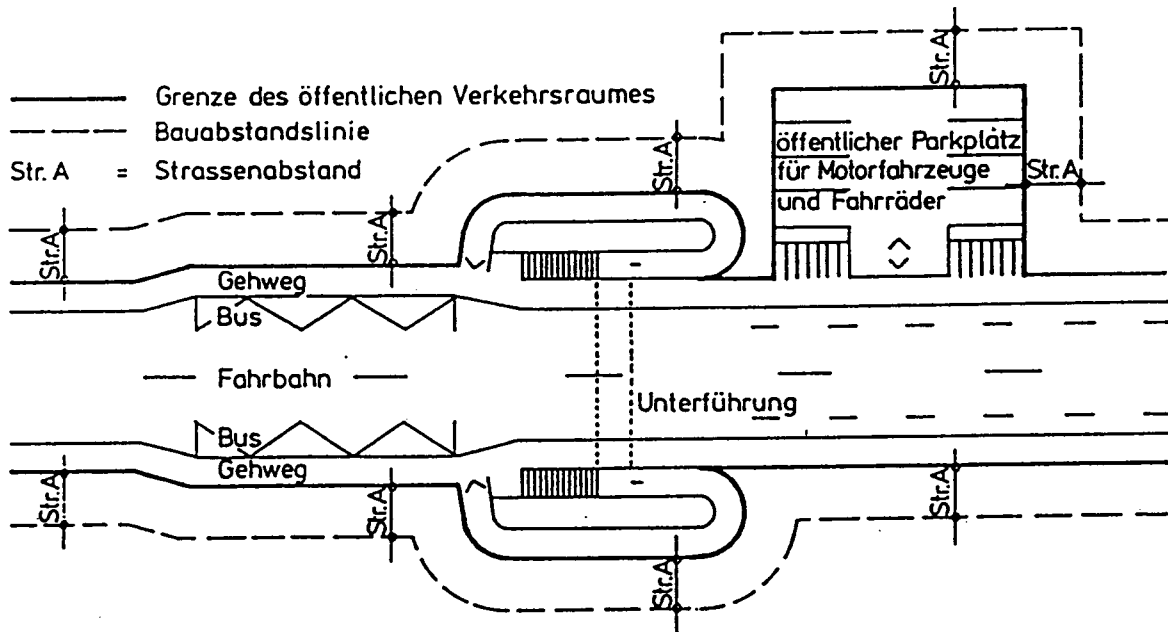 Grenze des öffentlichen Verkehrsraumes
Bauabstandslinie
Str. A = Strassenabstand
Str.A
Str.A
Str.A
Str.A
öffentlicher Parkplatz
für Motorfahrzeuge
und Fahrräder
Str.A
Gehweg
Bus
Fahrbahn
Unterführung
Bus
Gehweg
Str.A
Str.A
Str.A
Str.A